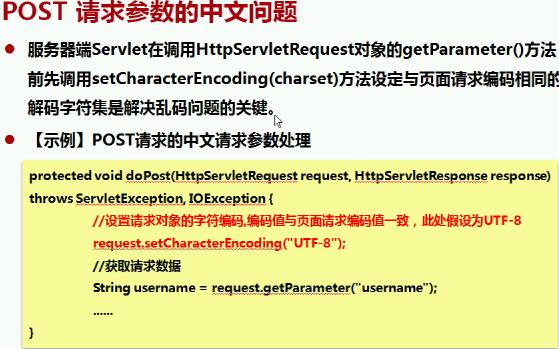 POST 请求参数的中文问题
服务器端Servlet在调用HttpServletRequest对象的getParameter()方法
前先调用setCharacterEncoding(charset)方法设定与页面请求编码相同的
解码字符集是解决乱码问题的关键。
【示例】POST请求的中文请求参数处理
protected void doPost(HttpServletRequest request, HttpServletResponse response)
throws ServletException, IOException {
//设置请求对象的字符编码,编码值与页面请求编码值一致，此处假设为UTF-8
request.setCharacterEncoding("UTF-8");
//获取请求数据
String username = request.getParameter("username");
......
}